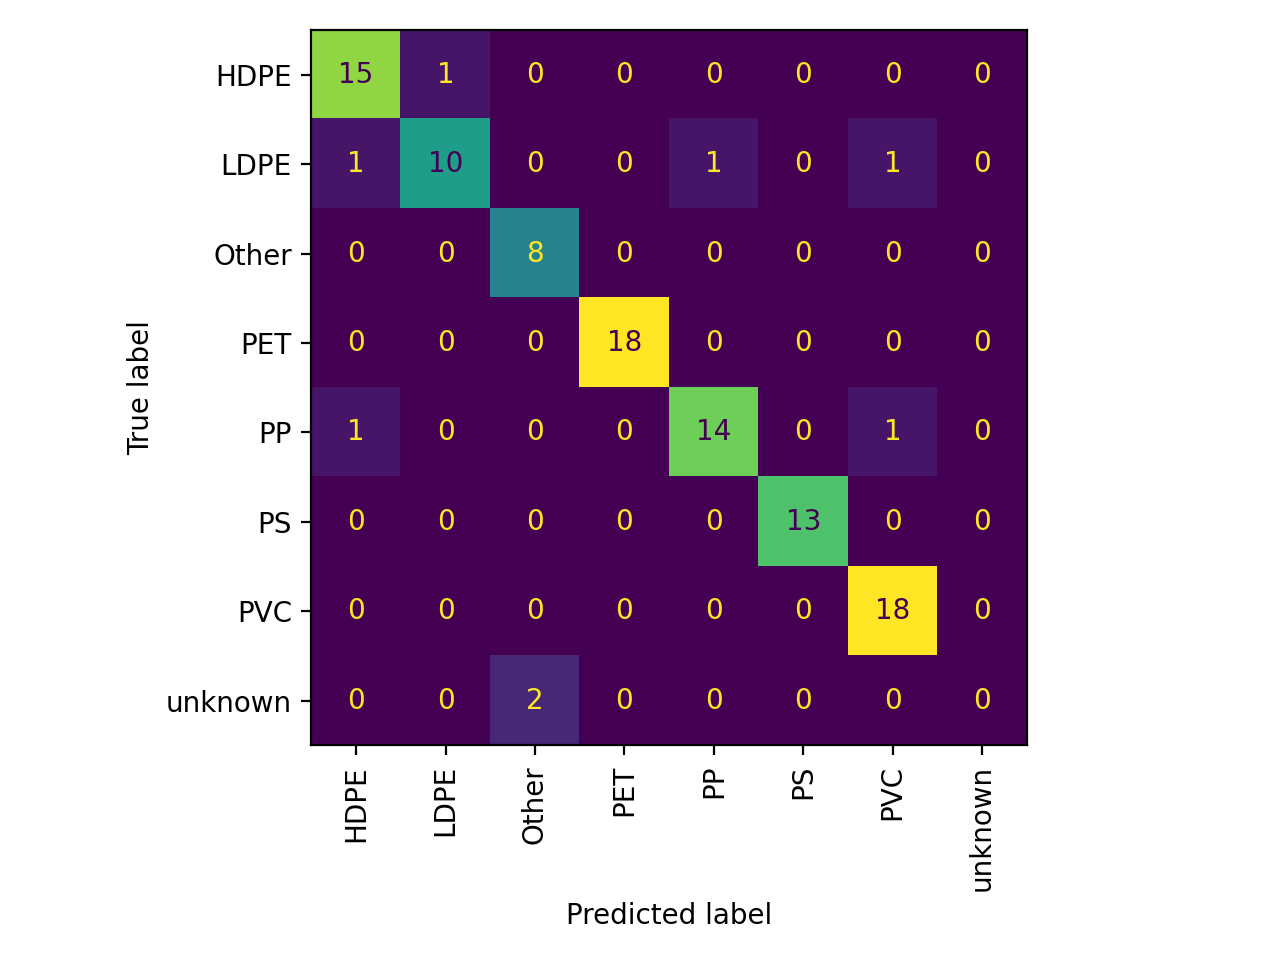 HDPE 15 1 0 0 0 0 0 0
LDPE 1 10 0 0 1 0 1 0
Other 0 0 8 0 0 0 0 0
PET 0 0 0 18 0 0 0 0
PP 1 0 0 0 14 0 1 0
PS 0 0 0 0 0 13 0 0
PVC 0 0 0 0 0 0 18 0
unknown 0 0 2 0 0 0 0 0
True label
HDPE LDPE Other PET PP PS PVC unknown
Predicted label